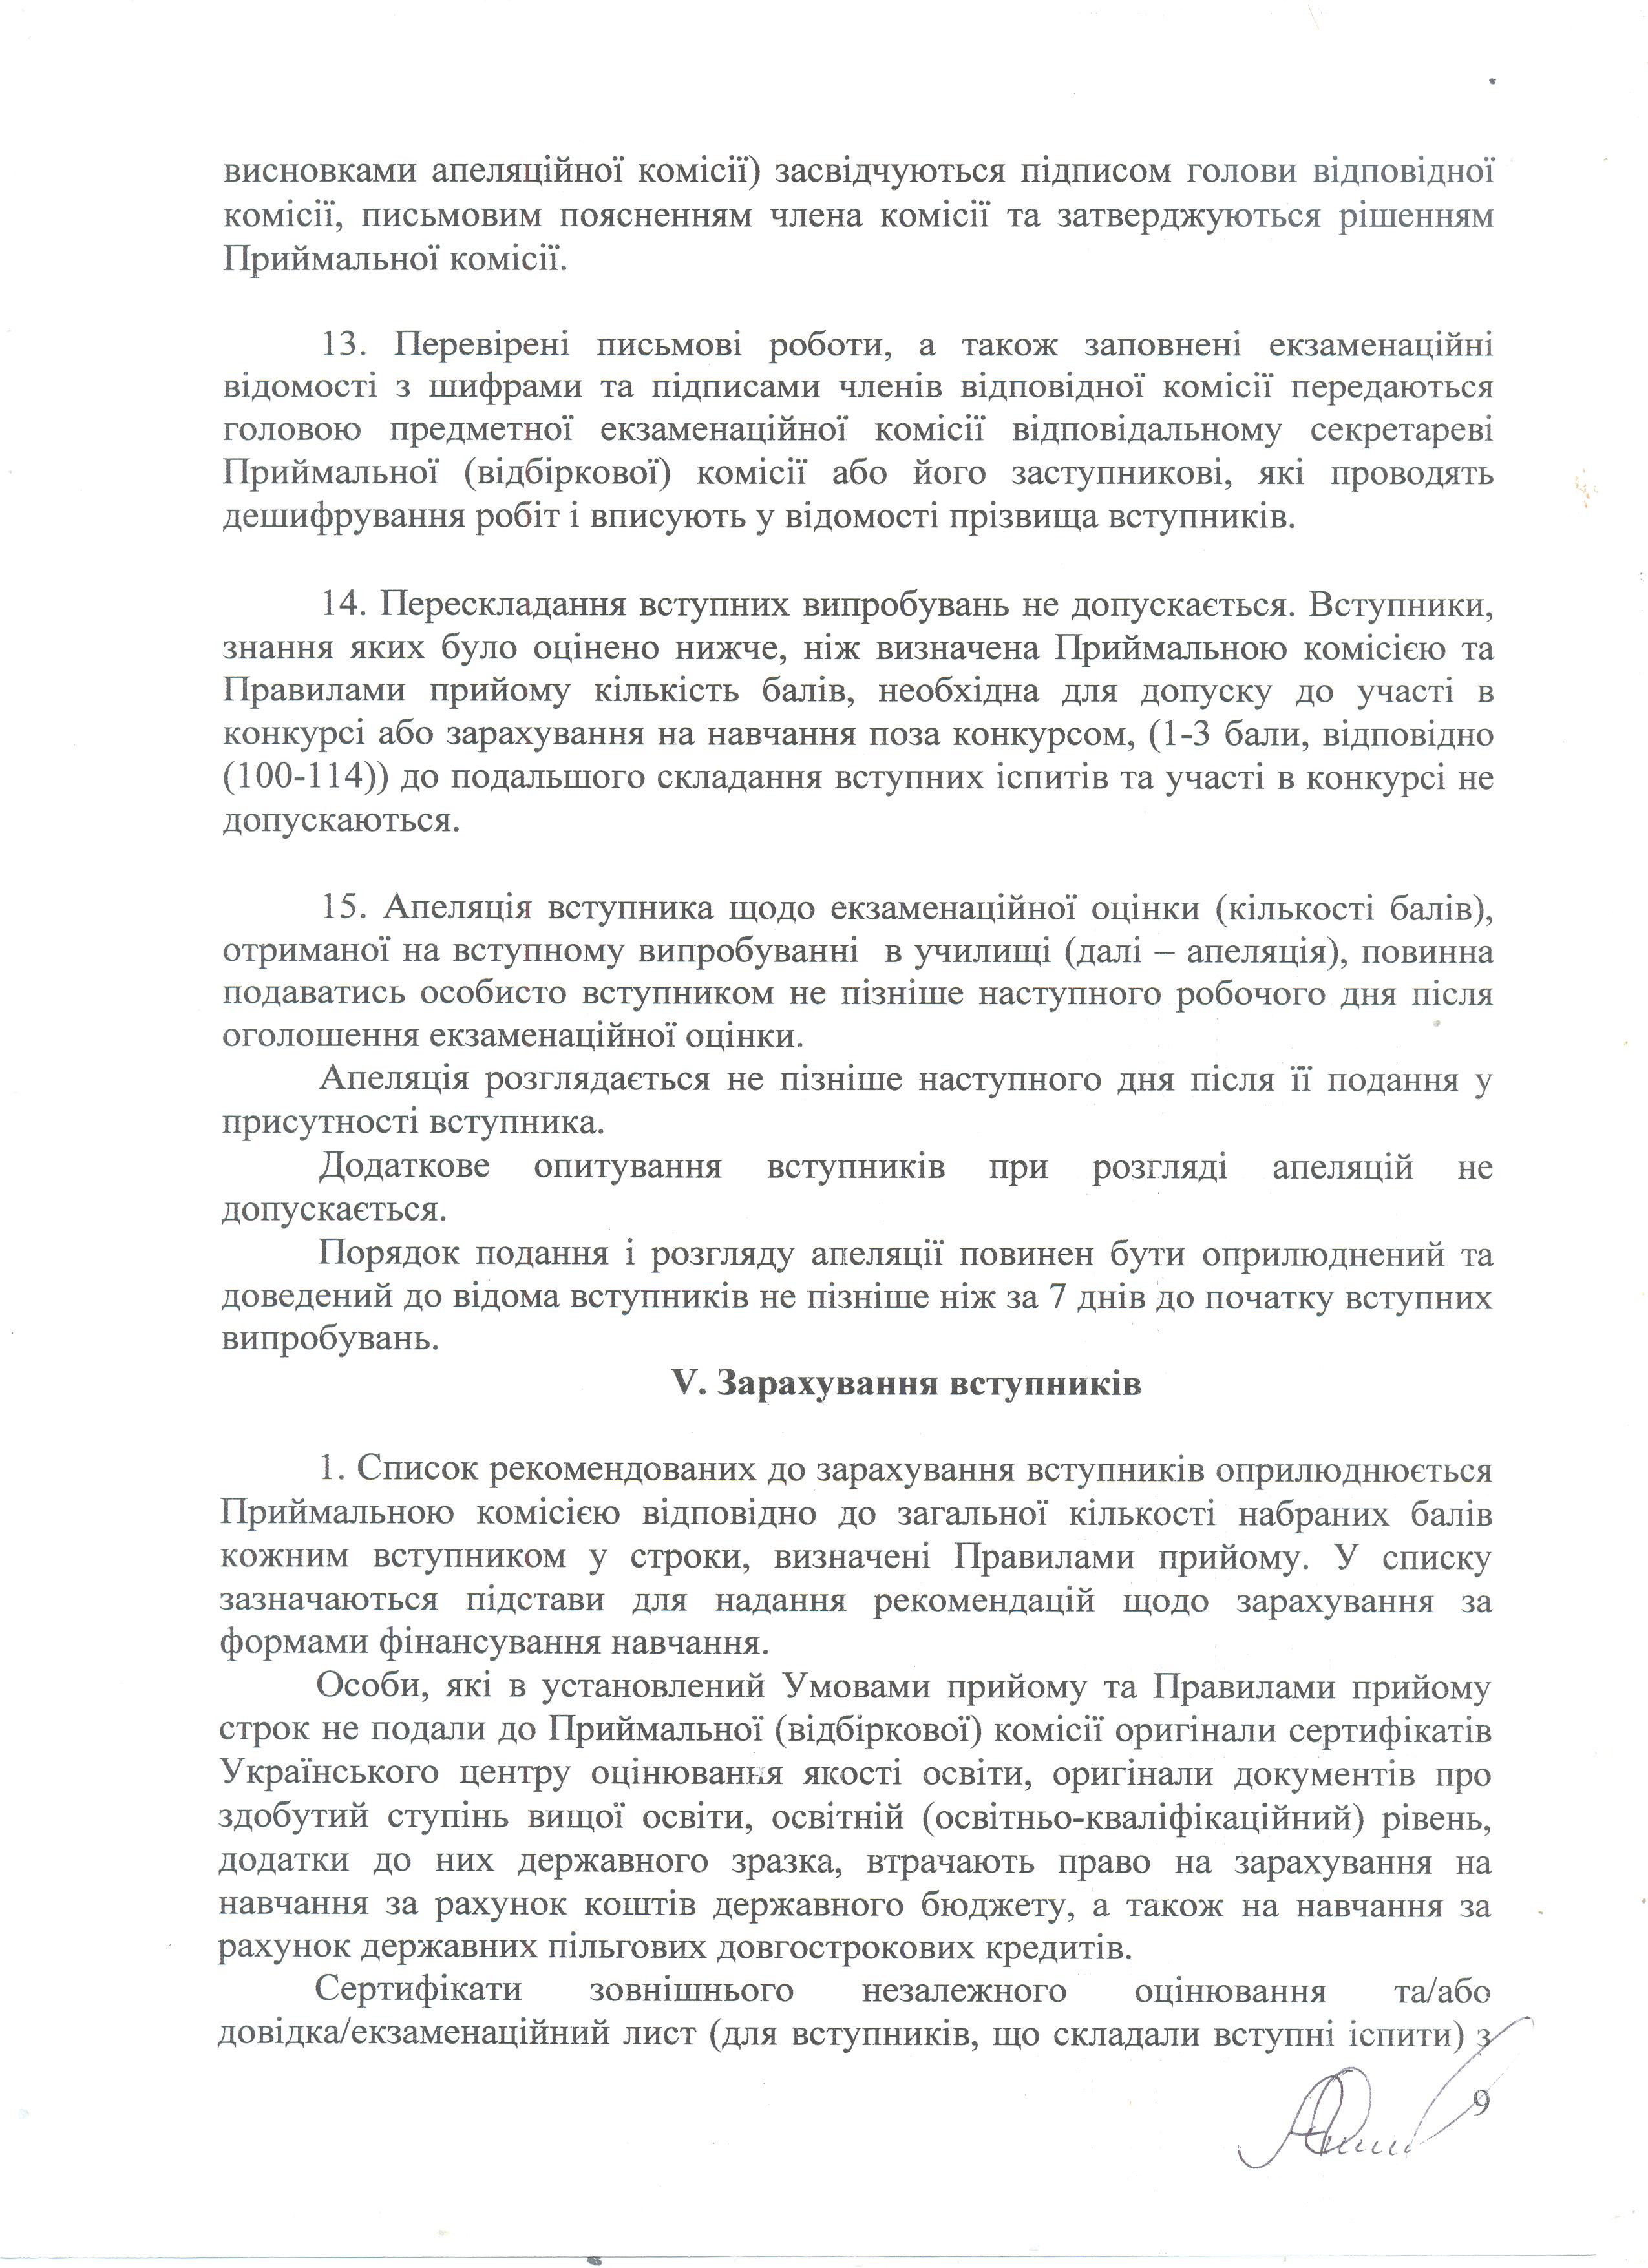 висновками апеляційної комісії) засвідчуються підписом голови відповідної
комісії, письмовим поясненням члена комісії та затверджуються рішенням
Приймальної комісії.
13. Перевірені письмові роботи, а також заповнені екзаменаційні
відомості з шифрами та підписами членів відповідної комісії передаються
головою предметної екзаменаційної комісії відповідальному секретареві
Приймальної (відбіркової) комісії або його заступникові, які проводять
дешифрування робіт і вписують у відомості прізвища вступників.
14. Перескладання вступних випробувань не допускається. Вступники,
знання яких було оцінено нижче, ніж визначена Приймальною комісією та
Правилами прийому кількість балів, необхідна для допуску до участі в
конкурсі або зарахування на навчання поза конкурсом, (1-3 бали, відповідно
(100-114)) до подальшого складання вступних іспитів та участі в конкурсі не
допускаються.
15. Апеляція вступника щодо екзаменаційної оцінки (кількості балів),
отриманої на вступному випробуванні в училищі (далі – апеляція), повинна
подаватись особисто вступником не пізніше наступного робочого дня після
оголошення екзаменаційної оцінки.
Апеляція розглядається не пізніше наступного дня після її подання у
присутності вступника.
Додаткове опитування вступників при розгляді апеляцій не
допускається.
Порядок подання і розгляду апеляції повинен бути оприлюднений та
доведений до відома вступників не пізніше ніж за 7 днів до початку вступних
випробувань.
V. Зарахування вступників
1. Список рекомендованих до зарахування вступників оприлюднюється
Приймальною комісією відповідно до загальної кількості набраних балів
кожним вступником у строки, визначені Правилами прийому. У списку
зазначаються підстави для надання рекомендацій щодо зарахування за
формами фінансування навчання.
Особи, які в установлений Умовами прийому та Правилами прийому
строк не подали до Приймальної (відбіркової) комісії оригінали сертифікатів
Українського центру оцінювання якості освіти, оригінали документів про
здобутий ступінь вищої освіти, освітній (освітньо-кваліфікаційний) рівень,
додатки до них державного зразка, втрачають право на зарахування на
навчання за рахунок коштів державного бюджету, а також на навчання за
рахунок державних пільгових довгострокових кредитів.
Сертифікати зовнішнього незалежного оцінювання та/або
довідка/екзаменаційний лист (для вступників, що складали вступні іспити) з
9